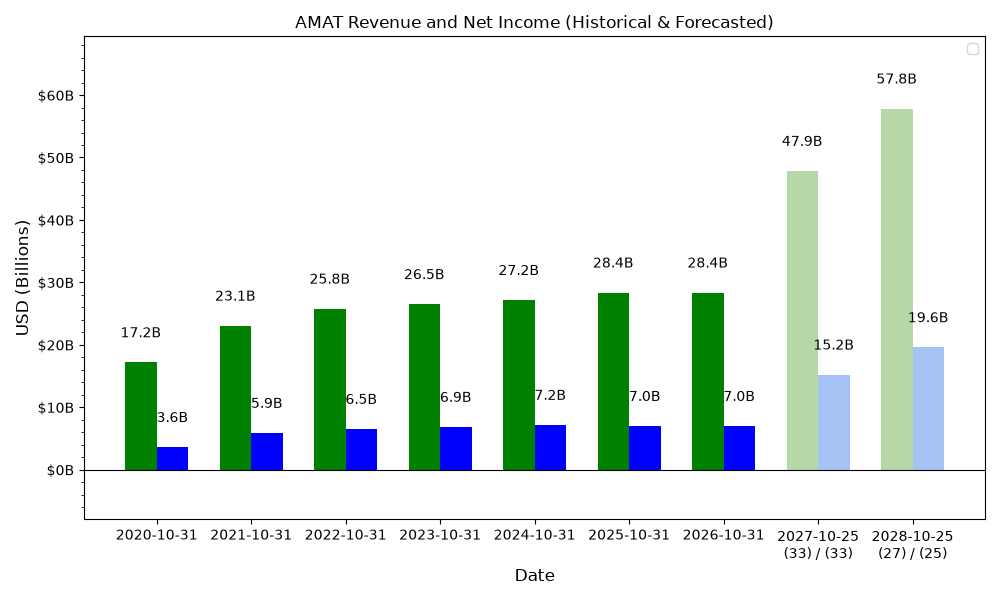 AMAT Revenue and Net Income (Historical & Forecasted)
USD (Billions)
$60B
$50B
$40B
$30B
$20B
$10B
$0B
17.2B
3.6B
23.1B
5.9B
25.8B
6.5B
26.5B
6.9B
27.2B
7.2B
28.4B
7.0B
28.4B
7.0B
47.9B
15.2B
57.8B
19.6B
2020-10-31
2021-10-31
2022-10-31
2023-10-31
2024-10-31
2025-10-31
2026-10-31
2027-10-25
(33) / (33)
2028-10-25
(27) / (25)
Date